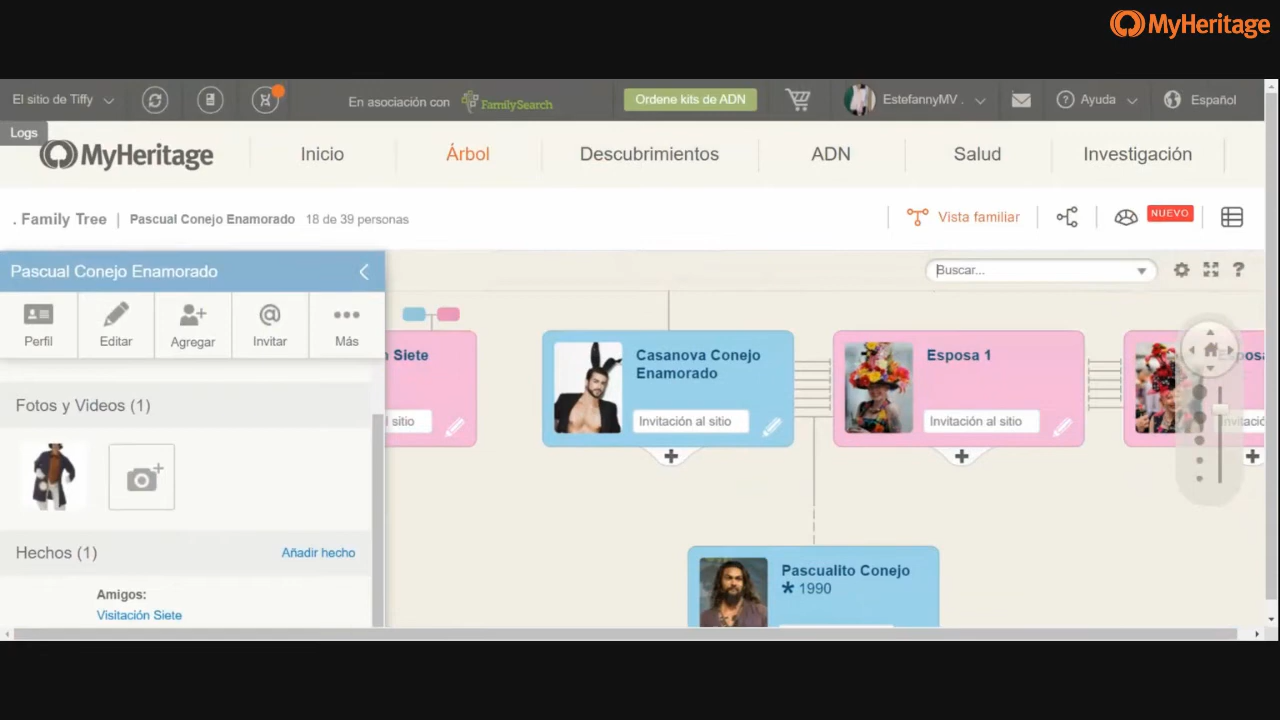 MyHeritage
El sitio de Tiffy
En asociación con
FamilySearch
Ordene kits de ADN
EstefannyMV .
Ayuda
Español
Logs
MyHeritage
Inicio
Árbol
Descubrimientos
ADN
Salud
Investigación
. Family Tree | Pascual Conejo Enamorado 18 de 39 personas
Vista familiar
NUEVO
Pascual Conejo Enamorado
Buscar...
?
Perfil
Editar
Agregar
Invitar
Más
Siete
l sitio
Casanova Conejo
Enamorado
Invitación al sitio
Esposa 1
Invitación al sitio
Fotos y Videos (1)
Hechos (1)
Añadir hecho
Amigos:
Visitación Siete
Pascualito Conejo
* 1990